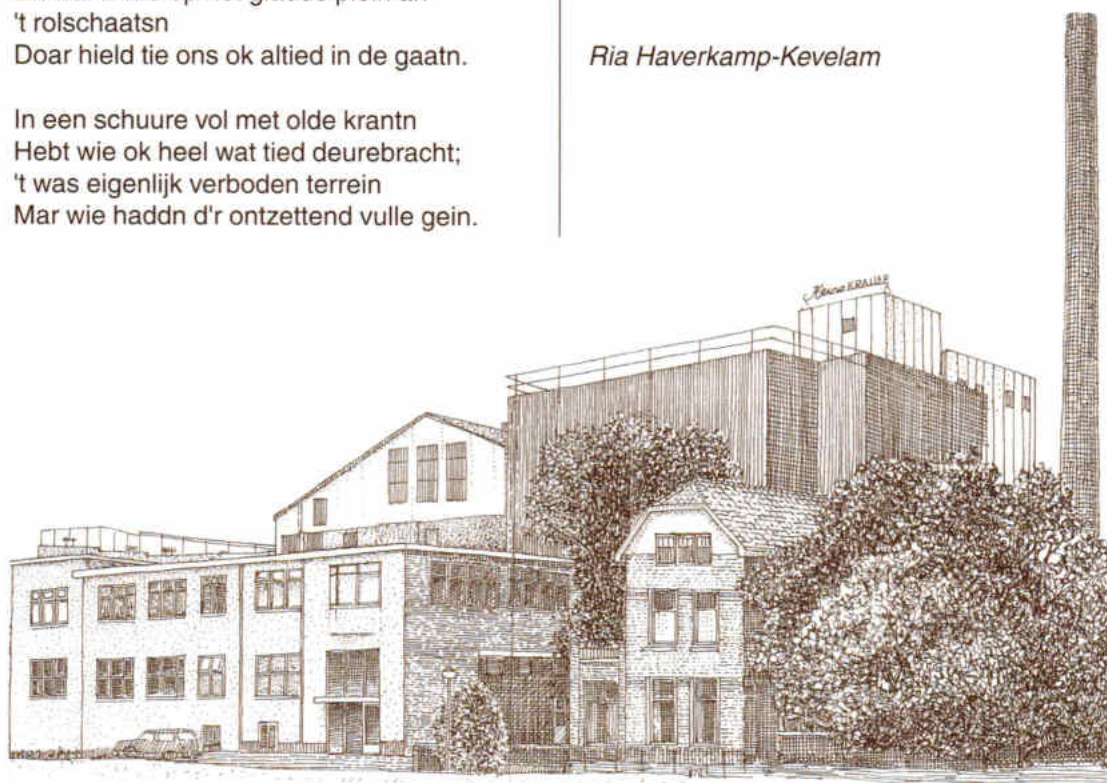 't rolschaatsn
Doar hield tie ons ok altied in de gaatn.
In een schuure vol met olde krantn
Hebt wie ok heel wat tied deurebracht;
't was eigenlijk verboden terrein
Mar wie haddn d'r ontzettend vulle gein.
Ria Haverkamp-Kevelam
KRAUSE